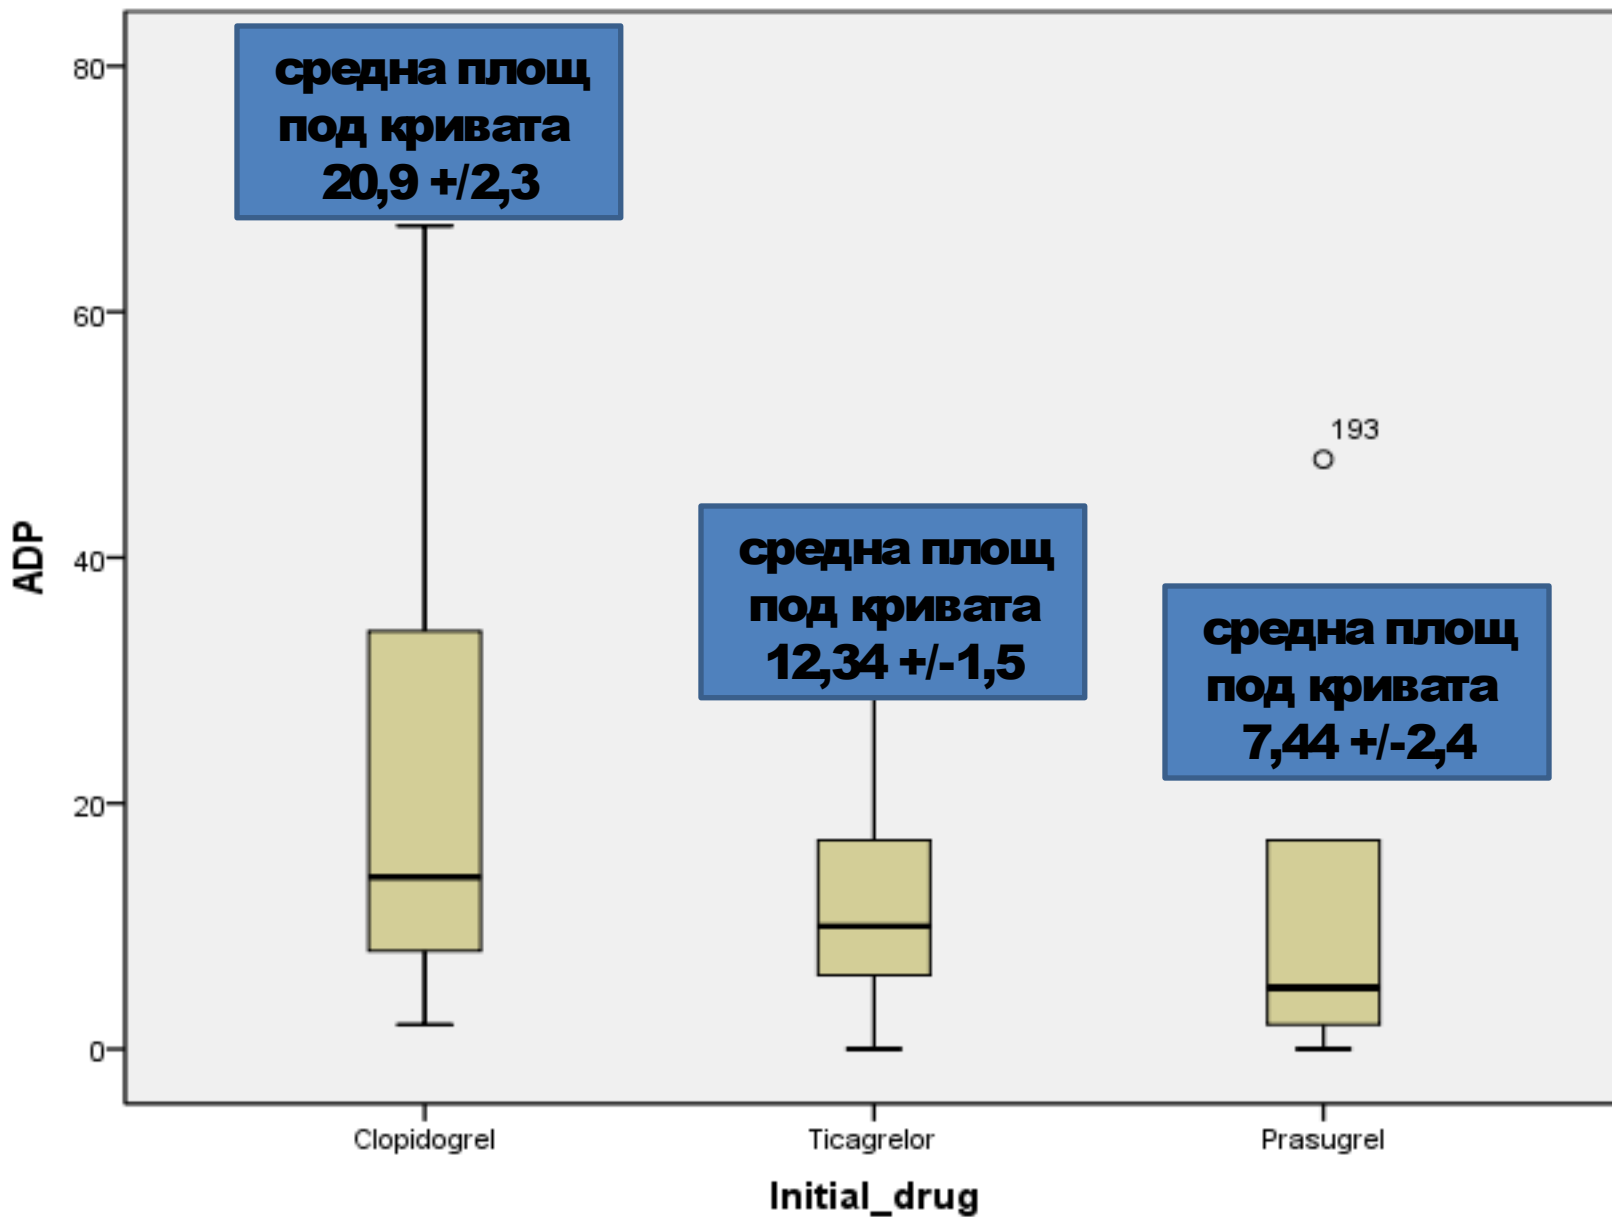 80
средна площ
под кривата
20,9 +/2,3
60
193
ADP
40
средна площ
под кривата
12,34 +/-1,5
средна площ
под кривата
7,44 +/-2,4
20
0
Clopidogrel
Ticagrelor
Prasugrel
Initial_drug